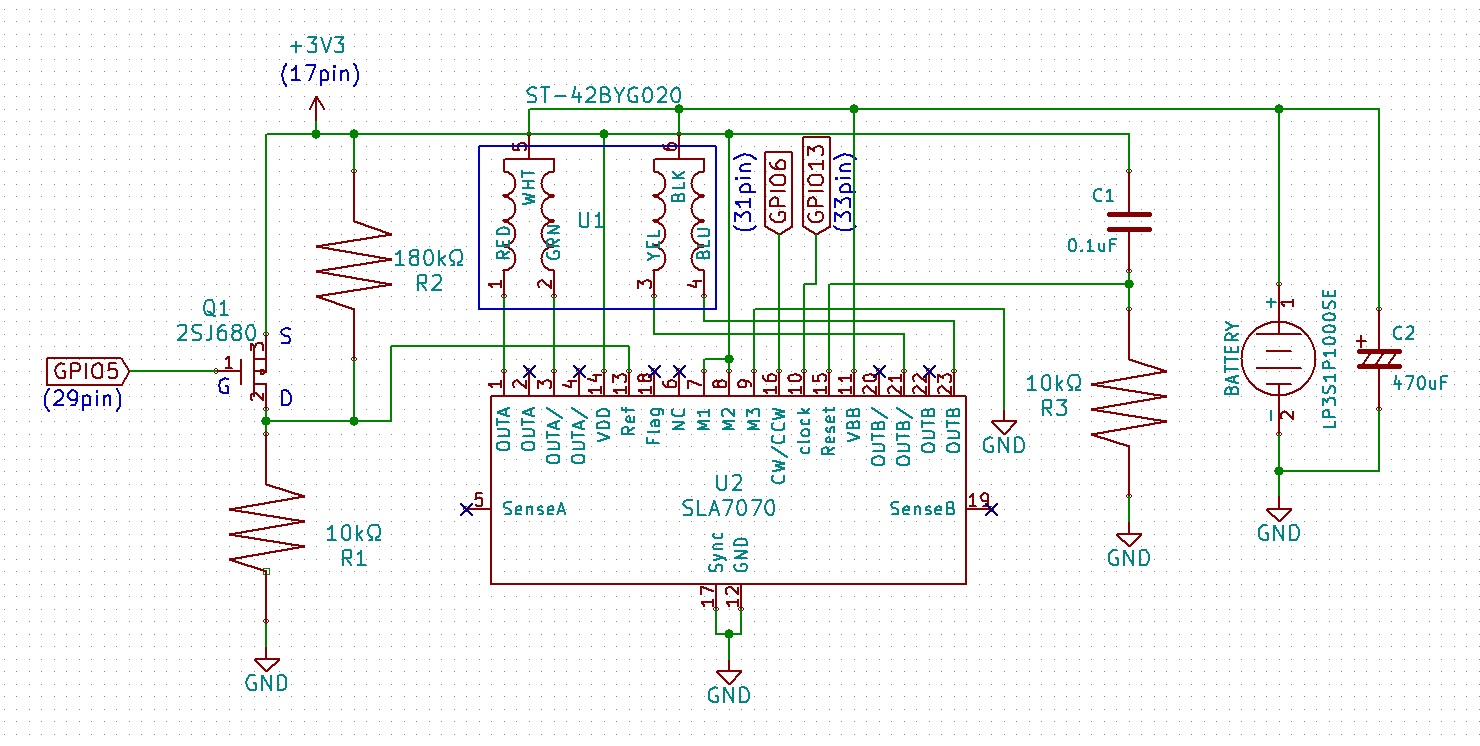 +3V3
(17pin)
ST-42BYG020
5
6
WHT
BLK
U1
RED
GRN
YEL
BLU
1
2
3
4
(31pin)
GPIO6
GPIO13
(33pin)
C1
0.1uF
180kΩ
R2
Q1
2SJ680
S
3
GPIO5
(29pin)
1
G
2
D
+
1
BATTERY
LP3S1P1000SE
2
C2
+
470uF
10kΩ
R3
1
2
3
4
14
13
18
6
7
8
9
16
10
15
11
20
21
22
23
OUTA
OUTA
OUTA/
OUTA/
VDD
Ref
Flag
NC
M1
M2
M3
CW/CCW
clock
Reset
VBB
OUTB/
OUTB/
OUTB
OUTB
GND
U2
SLA7070
5
SenseA
SenseB
19
Sync
GND
17
12
10kΩ
R1
GND
GND
GND
GND